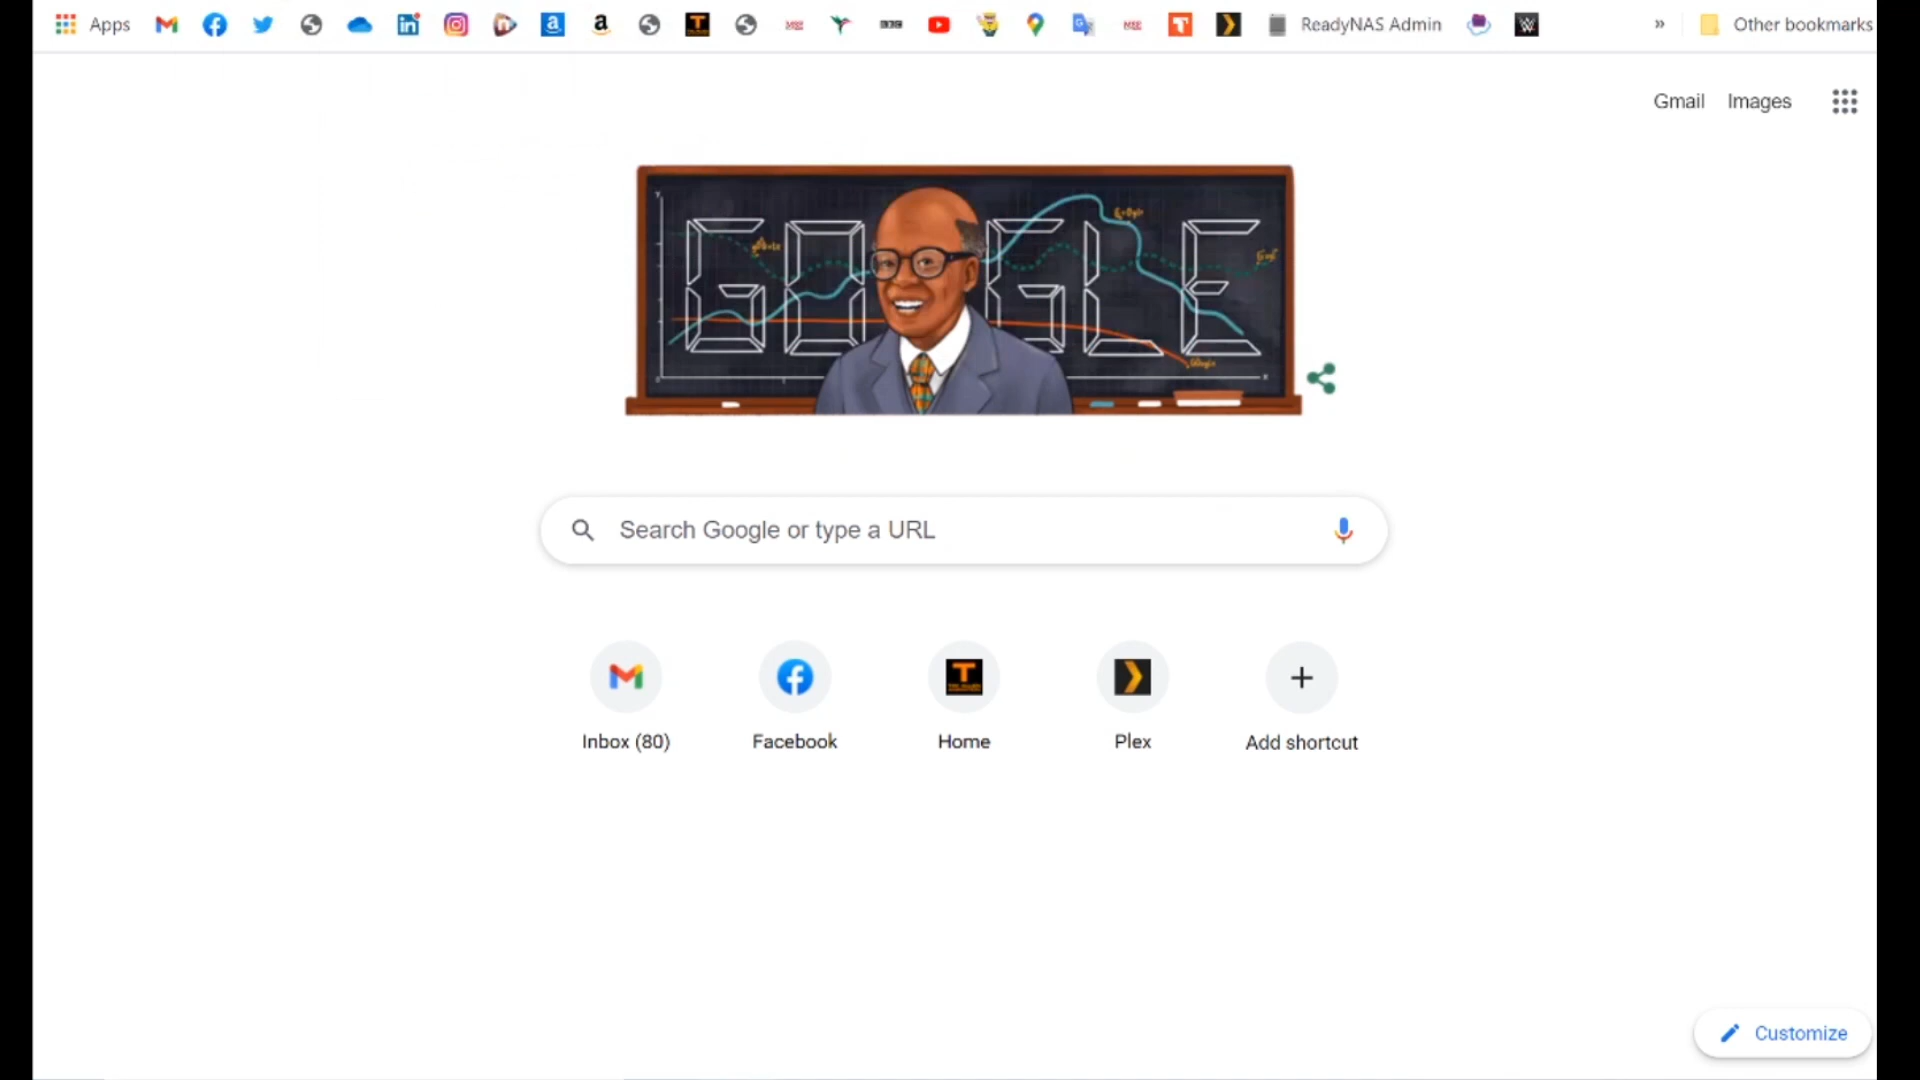 Apps
ReadyNAS Admin
»
Other bookmarks
Gmail
Images
GOGLE
Search Google or type a URL
Inbox (80)
Facebook
Home
Plex
Add shortcut
Customize